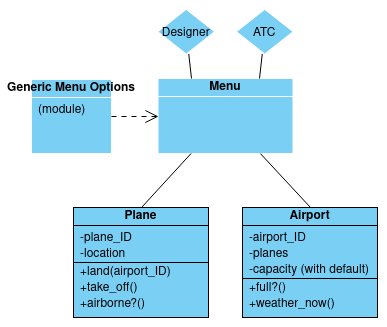 Designer
ATC
Generic Menu Options
(module)
Menu
Plane
-plane_ID
-location
+land(airport_ID)
+take_off()
+airborne?()
Airport
-airport_ID
-planes
-capacity (with default)
+full?()
+weather_now()